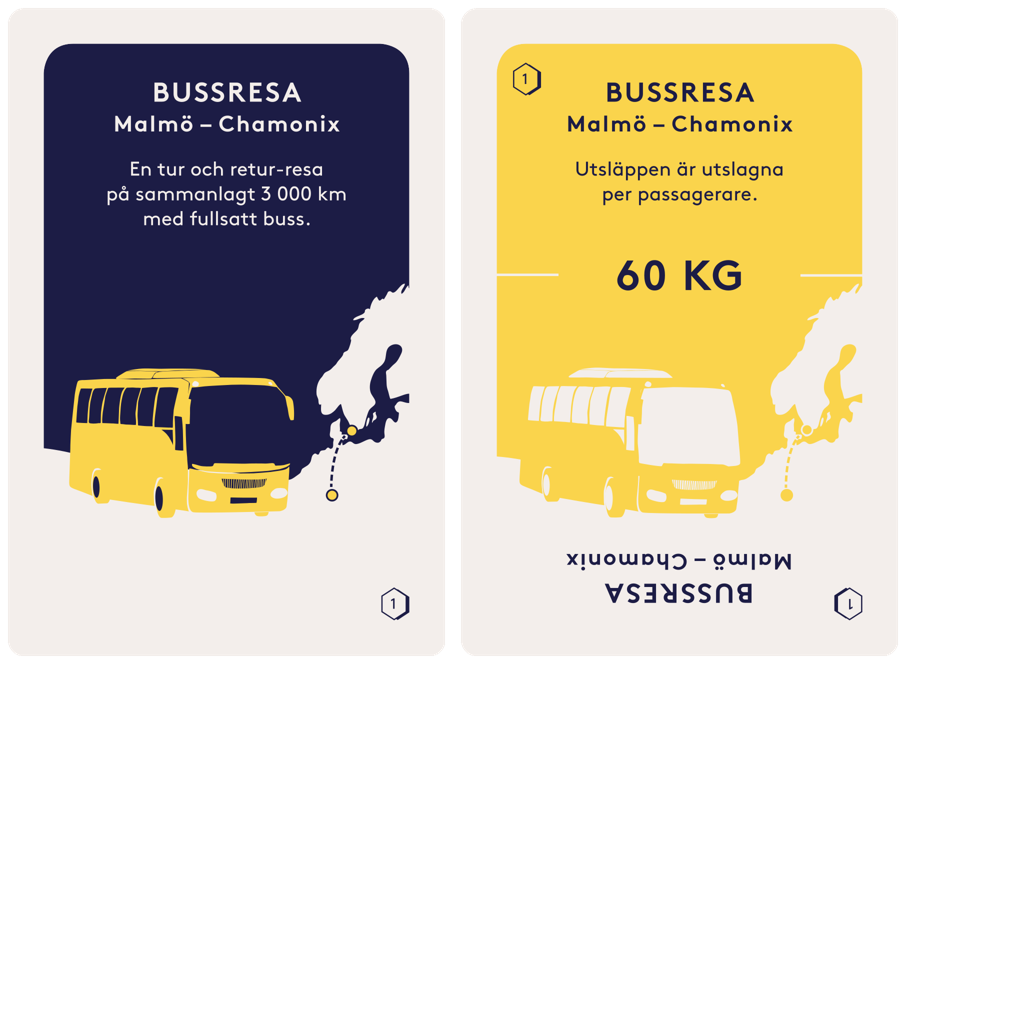 BUSSRESA
Malmö – Chamonix
En tur och retur-resa
på sammanlagt 3 000 km
med fullsatt buss.
1
1
BUSSRESA
Malmö – Chamonix
Utsläppen är utslagna
per passagerare.
60 KG
BUSSRESA
Malmö – Chamonix
1